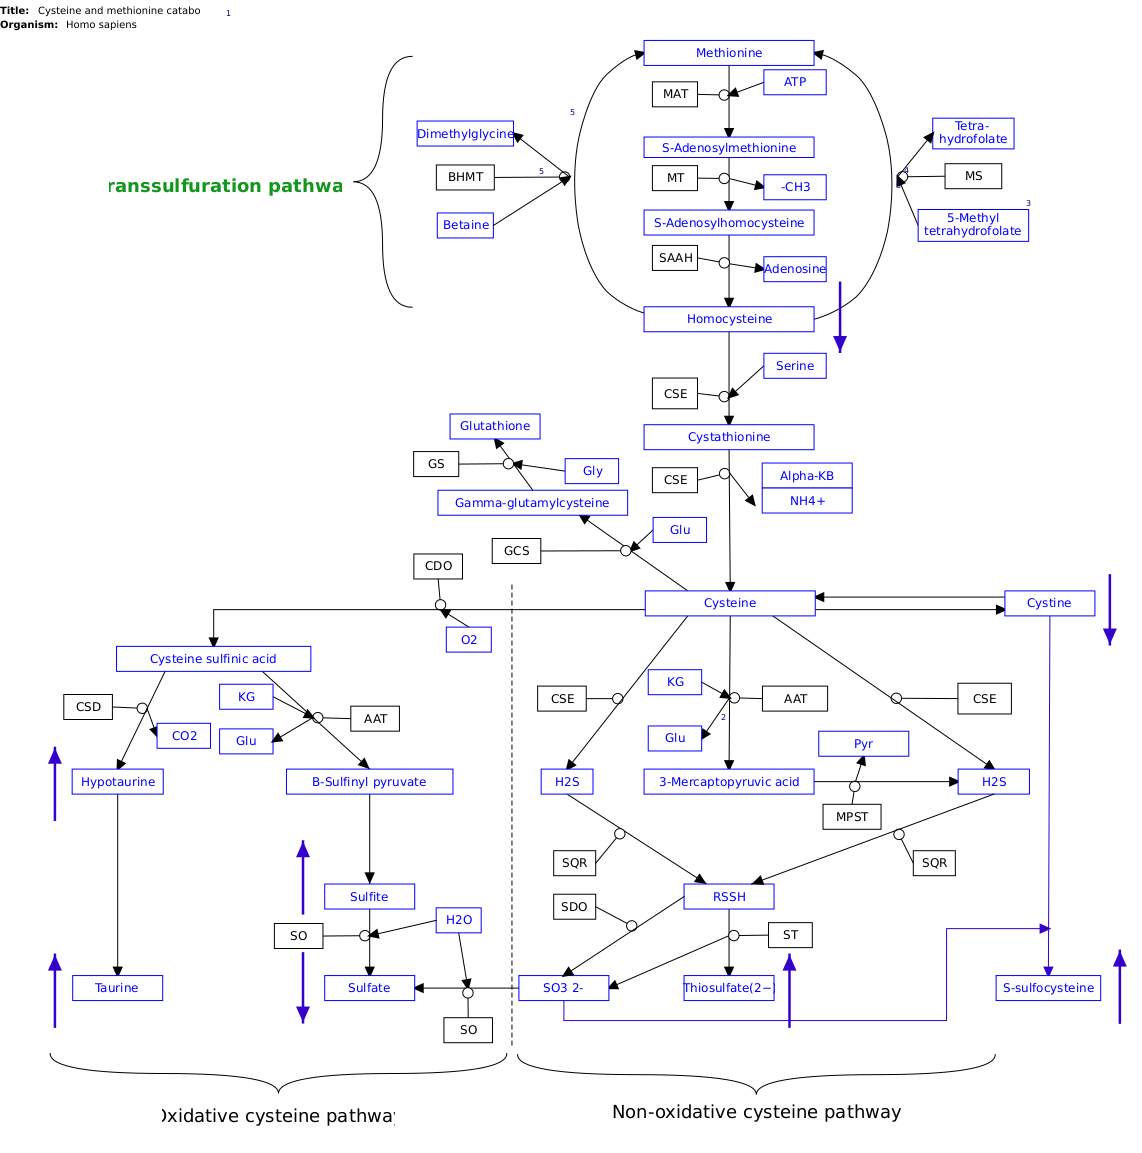 Title: Cysteine and methionine catabo 1
Organism: Homo sapiens
Methionine
MAT
ATP
5
Dimethylglycine
Tetra-
hydrofolate
S-Adenosylmethionine
BHMT
5
MT
-CH3
4
MS
ranssulfuration pathwa
Betaine
S-Adenosylhomocysteine
3
5-Methyl
tetrahydrofolate
SAAH
Adenosine
Homocysteine
Serine
CSE
Glutathione
Cystathionine
GS
Gly
CSE
Alpha-KB
NH4+
Gamma-glutamylcysteine
Glu
GCS
CDO
Cysteine
Cystine
O2
Cysteine sulfinic acid
KG
CSD
AAT
CO2
Glu
KG
CSE
AAT
CSE
2
Glu
Pyr
Hypotaurine
B-Sulfinyl pyruvate
H2S
3-Mercaptopyruvic acid
H2S
MPST
SQR
SQR
Sulfite
RSSH
SDO
H2O
SO
ST
Taurine
Sulfate
SO3 2-
Thiosulfate(2−)
S-sulfocysteine
SO
Oxidative cysteine pathway
Non-oxidative cysteine pathway